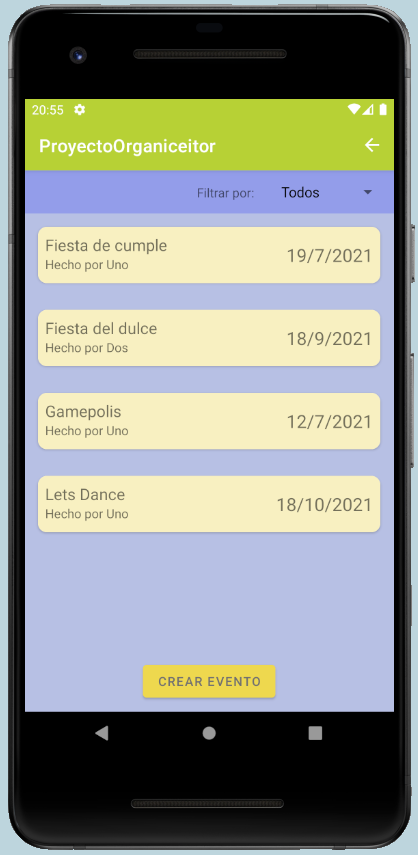 20:55
ProyectoOrganiceitor
Filtrar por: Todos
Fiesta de cumple
Hecho por Uno
19/7/2021
Fiesta del dulce
Hecho por Dos
18/9/2021
Gamepolis
Hecho por Uno
12/7/2021
Lets Dance
Hecho por Uno
18/10/2021
CREAR EVENTO